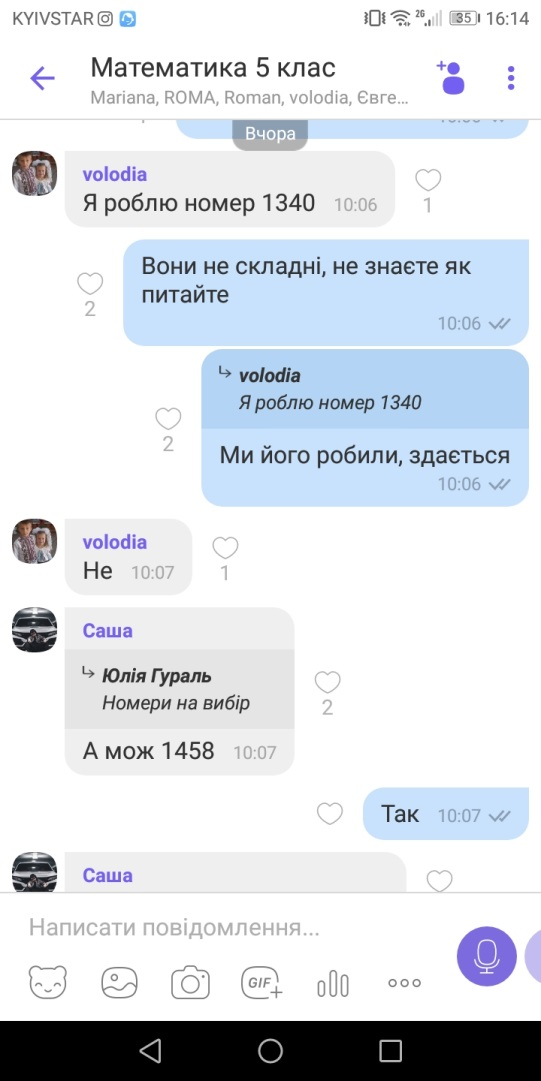 KYIVSTAR 2G 35 16:14
Математика 5 клас
Mariana, ROMA, Roman, volodia, Євге...
Вчора
volodia
Я роблю номер 1340 10:06
1
Вони не складні, не знаєте як
питайте
10:06
2
volodia
Я роблю номер 1340
Ми його робили, здається
10:06
2
volodia
Не 10:07
1
Саша
Юлія Гураль
Номери на вибір
А мож 1458 10:07
2
Так 10:07
Саша
Написати повідомлення...
GIF